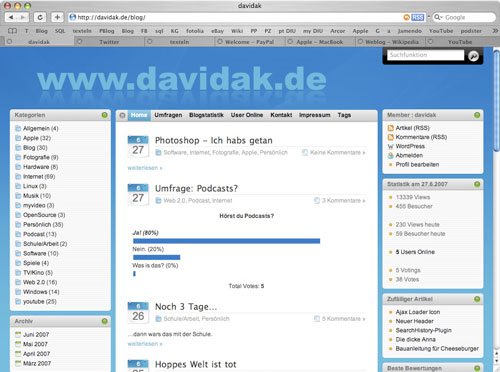 davidak
http://davidak.de/blog/
RSS
Google
T Blog SQL texteln PBlog EBlog FB sql KG fotalia eBay Wiki PP PZ pt DIU my DIU Arcor G a Jamendo YouTube podster
davidak Twitter texteln Welcome - PayPal Apple - MacBook Weblog - Wikipedia YouTube
www.davidak.de
Suchfunktion
Home Umfragen Blogstatistik User Online Kontakt Impressum Tags
Kategorien
Allgemein (4)
Apple (32)
Blog (30)
Fotografie (9)
Hardware (8)
Internet (69)
Linux (3)
Musik (10)
myvideo (3)
OpenSource (3)
Persönlich (35)
Podcast (13)
Schule/Arbeit (2)
Software (10)
Spiele (4)
TV/Kino (5)
Web 2.0 (16)
Windows (14)
youtube (25)
Archiv
Juni 2007
Mai 2007
April 2007
März 2007
6
27
Photoshop – Ich habs getan
Software, Internet, Fotografie, Apple, Persönlich
Keine Kommentare »
weiterlesen »
6
27
Umfrage: Podcasts?
Web 2.0, Podcast, Internet
3 Kommentare »
Hörst du Podcasts?
Ja! (80%)
Nein. (20%)
Was is das? (0%)
Total Votes: 5
6
26
Noch 3 Tage...
Schule/Arbeit, Persönlich
5 Kommentare »
...dann wars das mit der Schule.
weiterlesen »
6
Hoppes Welt ist tot
Member : davidak
Artikel (RSS)
Kommentare (RSS)
WordPress
Abmelden
Profil bearbeiten
Statistik am 27.6.2007
13399 Views
455 Besucher
230 Views heute
59 Besucher heute
5 Users Online
5 Votings
38 Votes
Zufälliger Artikel
Ajax Loader Icon
Neuer Header
SearchHistory-Plugin
Die dicke Anna
Bauanleitung für Cheeseburger
Beste Bewertungen